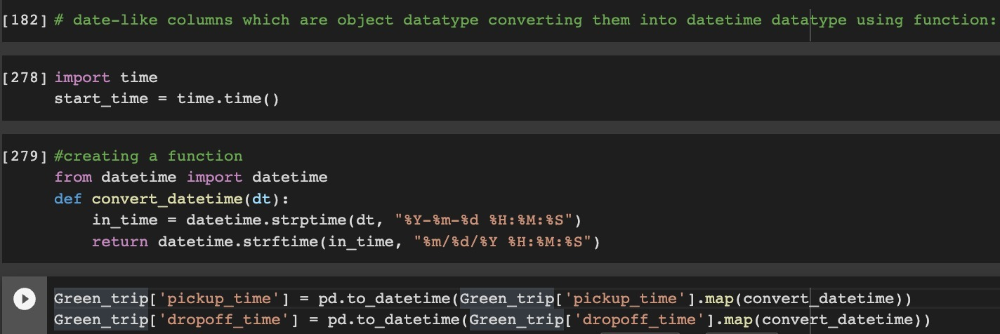 [182] # date-like columns which are object datatype converting them into datetime datatype using function:
[278] import time
start_time = time.time()
[279] #creating a function
from datetime import datetime
def convert_datetime(dt):
    in_time = datetime.strptime(dt, "%Y-%m-%d %H:%M:%S")
    return datetime.strftime(in_time, "%m/%d/%Y %H:%M:%S")
Green_trip['pickup_time'] = pd.to_datetime(Green_trip['pickup_time'].map(convert_datetime))
Green_trip['dropoff_time'] = pd.to_datetime(Green_trip['dropoff_time'].map(convert_datetime))